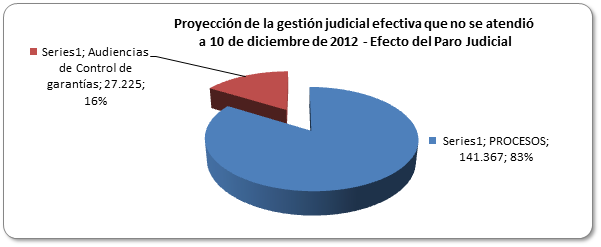 Proyección de la gestión judicial efectiva que no se atendió
a 10 de diciembre de 2012 - Efecto del Paro Judicial
Series1; Audiencias
de Control de
garantías; 27.225;
16%
Series1; PROCESOS;
141.367; 83%